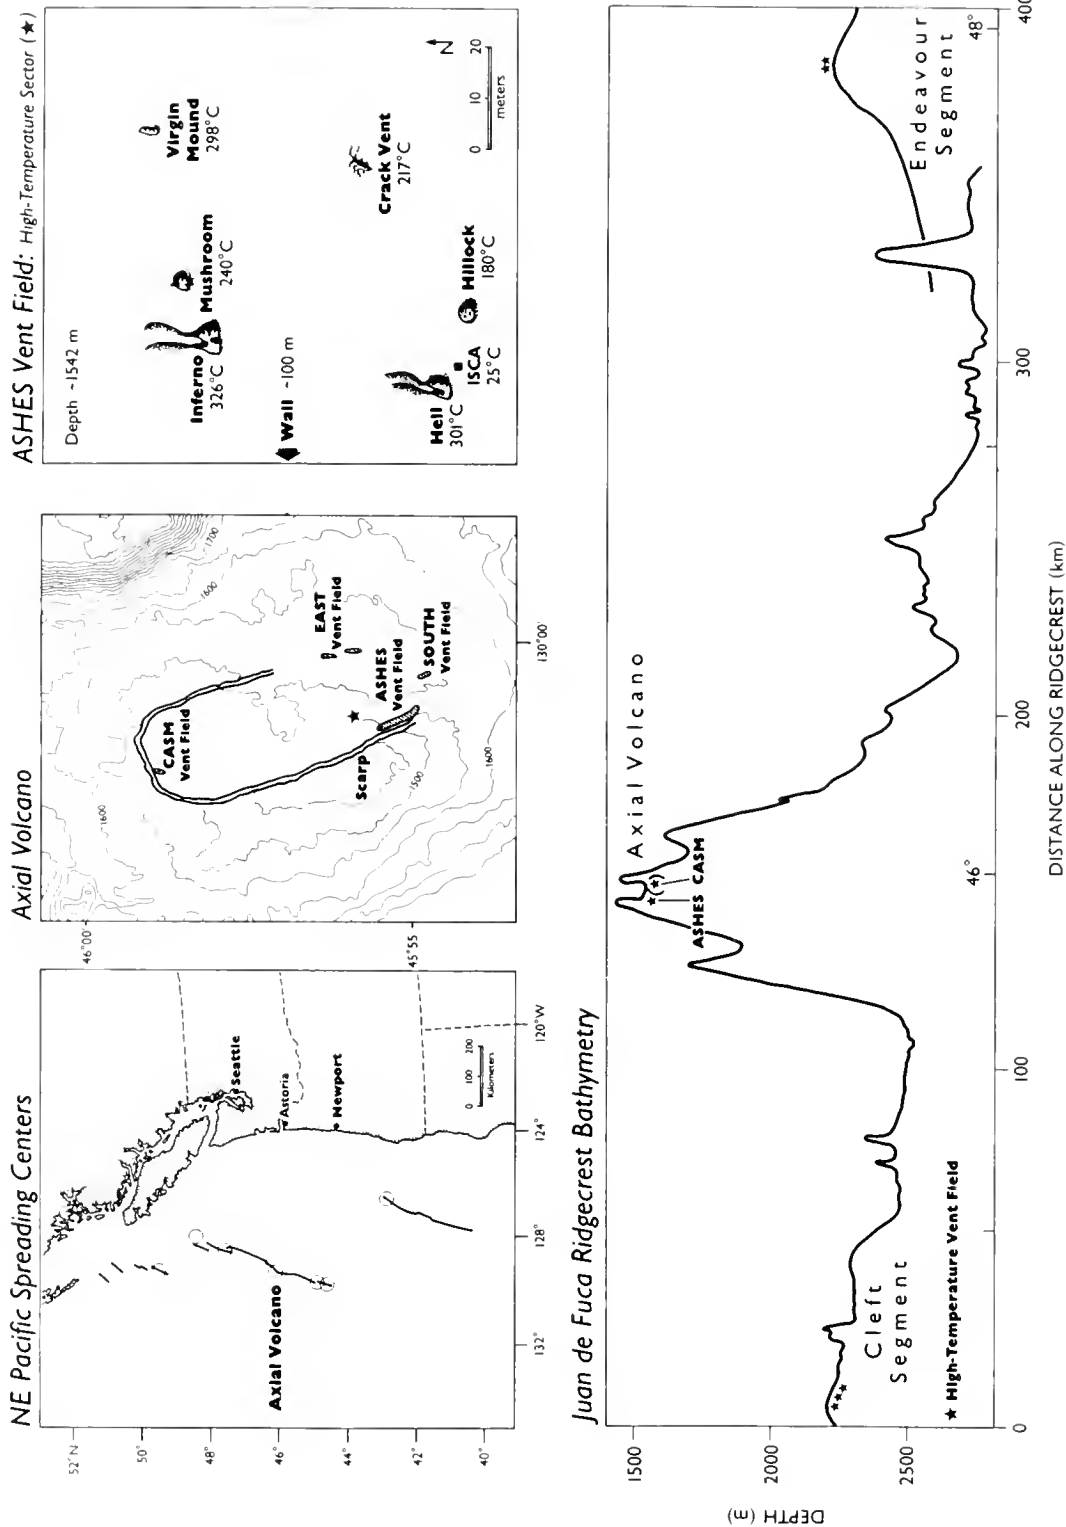 NE Pacific Spreading Centers
52°N
50°
48°
46°
44°
42°
40°
132°
128°
124°
120°W
Seattle
Astoria
Newport
Axial Volcano
0 100 200
Kilometers
Axial Volcano
46°00'
45°55
130°00'
CASM
Vent Field
EAST
Vent Field
ASHES
Vent Field
SOUTH
Vent Field
Scarp
1600
1600
1700
1500
1600
ASHES Vent Field: High-Temperature Sector (★)
Depth ~1542 m
Inferno
326°C
Mushroom
240°C
Virgin
Mound
298°C
Wall ~100 m
Hell
301°C
ISCA
25°C
Hillock
180°C
Crack Vent
217°C
N
0 10 20
meters
Juan de Fuca Ridgecrest Bathymetry
DEPTH (m)
1500
2000
2500
Cleft
Segment
★ High-Temperature Vent Field
Axial Volcano
ASHES CASM
★(★)
Endeavour
Segment
46°
48°
0
100
200
300
400
DISTANCE ALONG RIDGECREST (km)